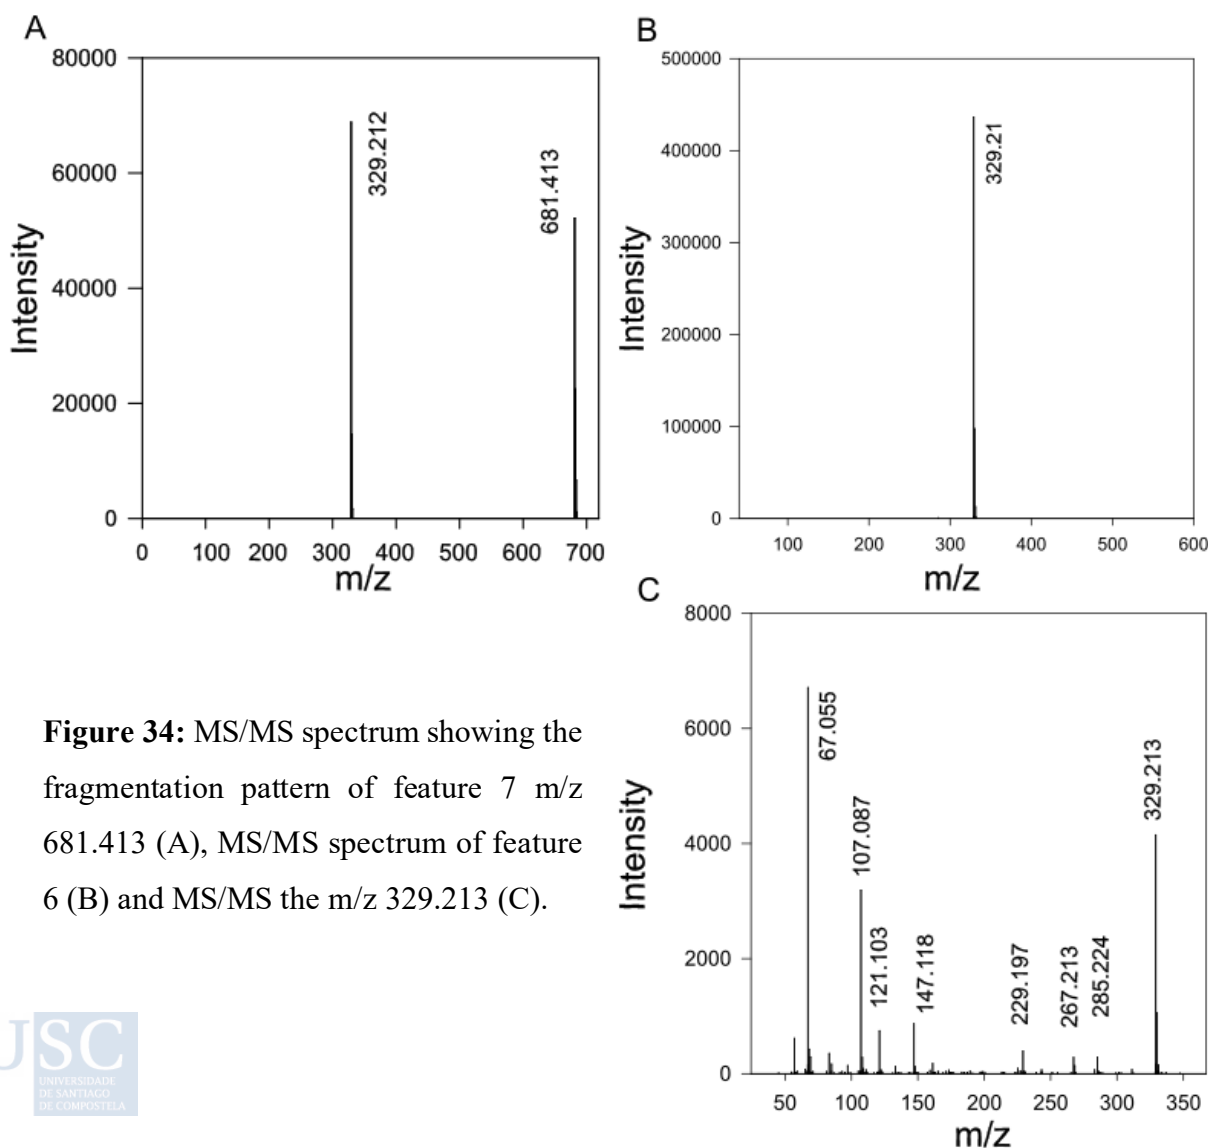 A
80000
60000
40000
20000
0
Intensity
329.212
681.413
0 100 200 300 400 500 600 700
m/z
B
500000
400000
300000
200000
100000
0
Intensity
329.21
100 200 300 400 500 600
m/z
C
8000
6000
4000
2000
0
Intensity
67.055
107.087
121.103
147.118
229.197
267.213
285.224
329.213
50 100 150 200 250 300 350
m/z
Figure 34: MS/MS spectrum showing the
fragmentation pattern of feature 7 m/z
681.413 (A), MS/MS spectrum of feature
6 (B) and MS/MS the m/z 329.213 (C).
USC
UNIVERSIDADE
DE SANTIAGO
DE COMPOSTELA